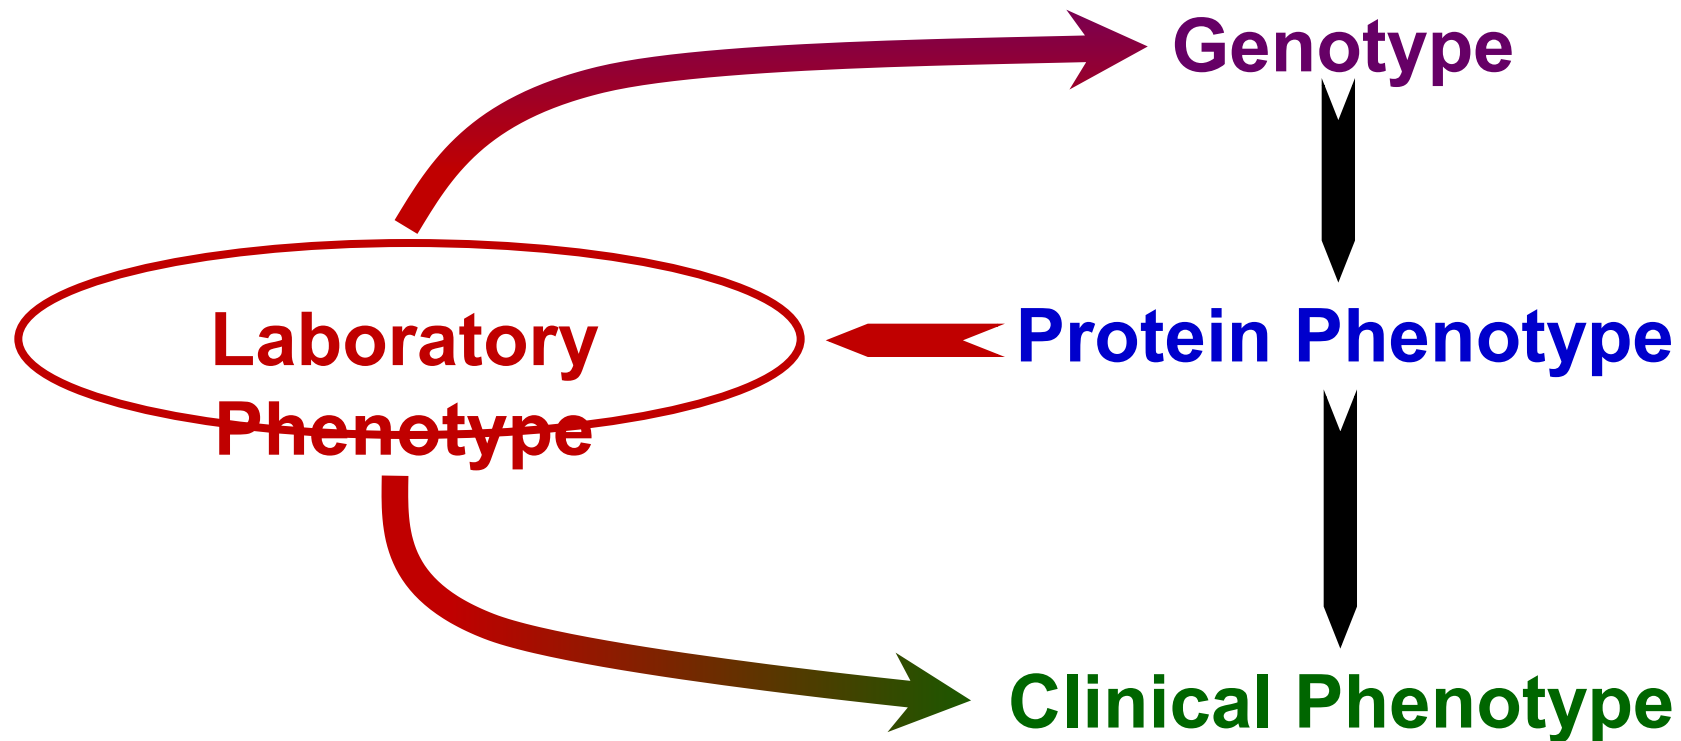 Genotype
Laboratory
Phenotype
Protein Phenotype
Clinical Phenotype